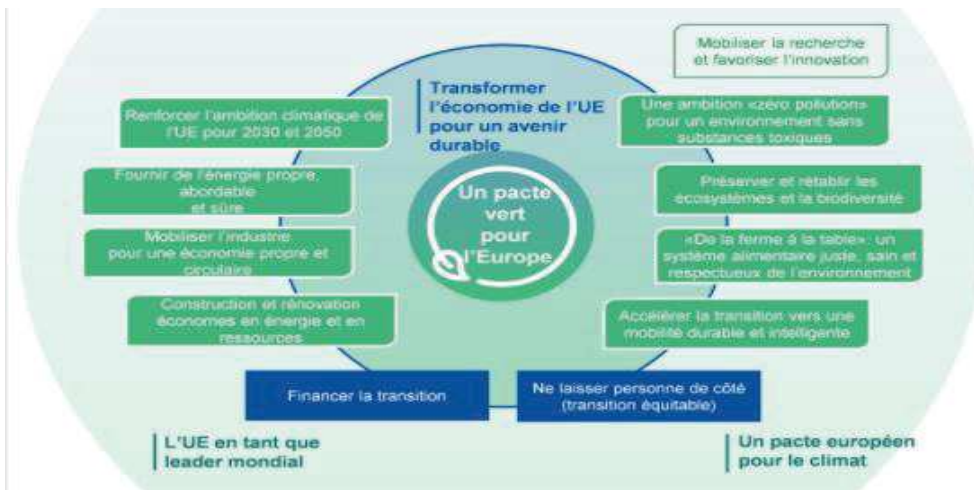 Mobiliser la recherche
et favoriser l'innovation
Transformer
l'économie de l'UE
pour un avenir
durable
Renforcer l'ambition climatique de
l'UE pour 2030 et 2050
Fournir de l'énergie propre,
abordable
et sûre
Mobiliser l'industrie
pour une économie propre et
circulaire
Construction et rénovation
économes en énergie et en
ressources
Une ambition «zéro pollution»
pour un environnement sans
substances toxiques
Préserver et rétablir les
écosystèmes et la biodiversité
«De la ferme à la table»: un
système alimentaire juste, sain et
respectueux de l'environnement
Accélérer la transition vers une
mobilité durable et intelligente
Un pacte
vert
pour
l'Europe
Financer la transition
Ne laisser personne de côté
(transition équitable)
L'UE en tant que
leader mondial
Un pacte européen
pour le climat